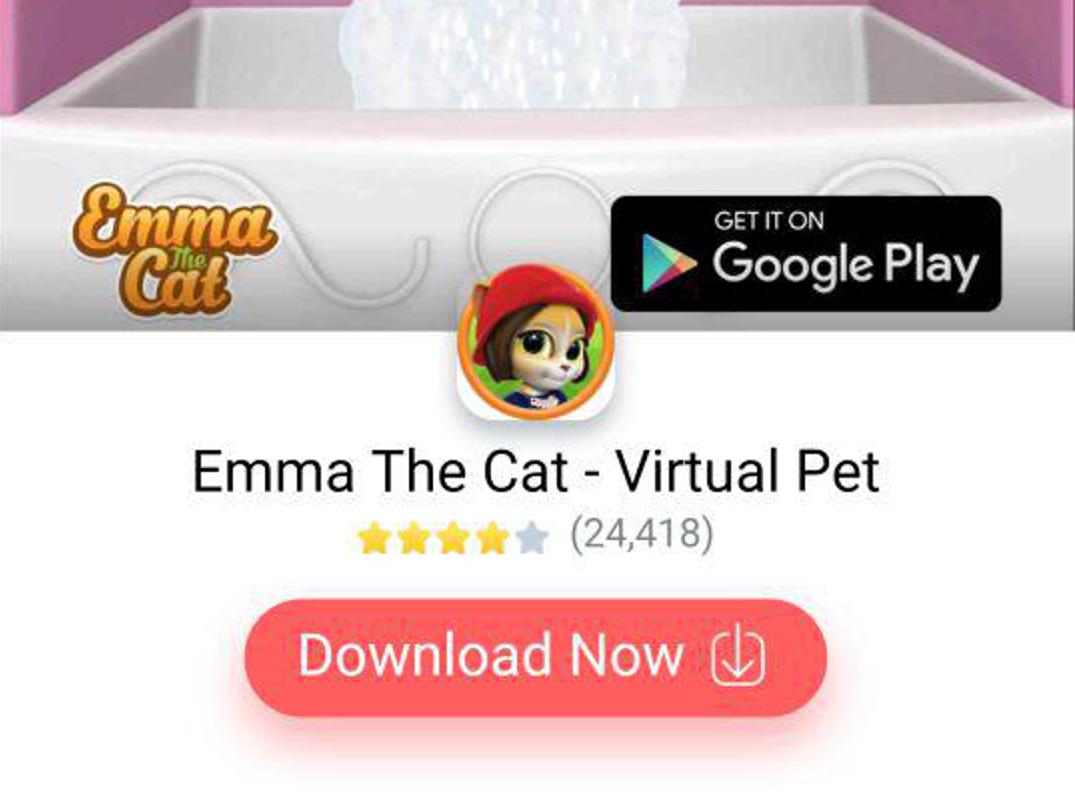 Emma
The
Cat
GET IT ON
Google Play
Emma The Cat - Virtual Pet
(24,418)
Download Now